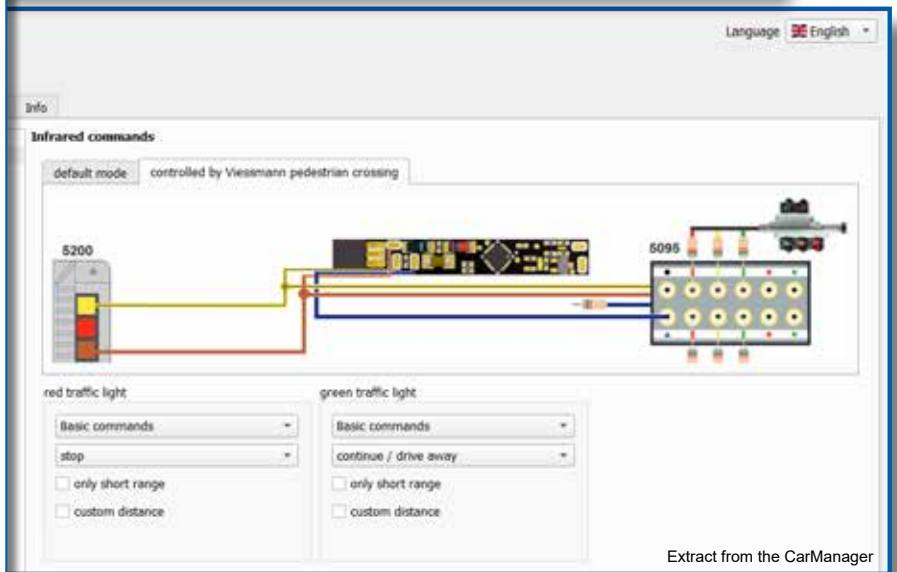 Language English
Info
Infrared commands
default mode controlled by Viessmann pedestrian crossing
5200
5095
red traffic light green traffic light
Basic commands Basic commands
stop continue / drive away
only short range only short range
custom distance custom distance
Extract from the CarManager